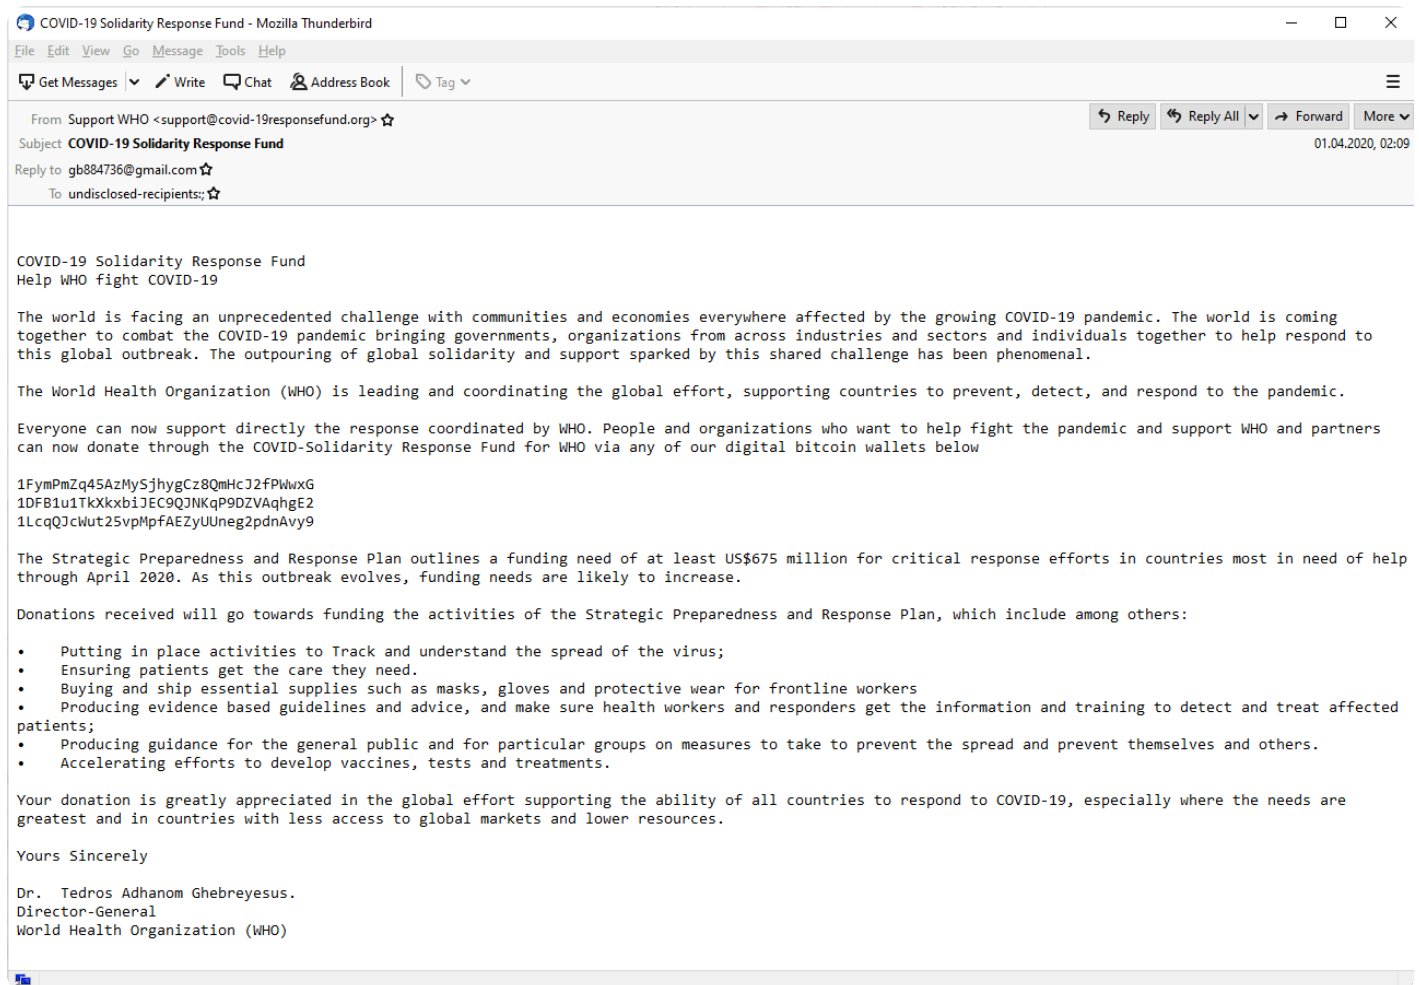 COVID-19 Solidarity Response Fund - Mozilla Thunderbird
File Edit View Go Message Tools Help
Get Messages Write Chat Address Book Tag
From Support WHO <support@covid-19responsefund.org>
Reply Reply All Forward More
Subject COVID-19 Solidarity Response Fund
01.04.2020, 02:09
Reply to gb884736@gmail.com
To undisclosed-recipients:;
COVID-19 Solidarity Response Fund
Help WHO fight COVID-19
The world is facing an unprecedented challenge with communities and economies everywhere affected by the growing COVID-19 pandemic. The world is coming
together to combat the COVID-19 pandemic bringing governments, organizations from across industries and sectors and individuals together to help respond to
this global outbreak. The outpouring of global solidarity and support sparked by this shared challenge has been phenomenal.
The World Health Organization (WHO) is leading and coordinating the global effort, supporting countries to prevent, detect, and respond to the pandemic.
Everyone can now support directly the response coordinated by WHO. People and organizations who want to help fight the pandemic and support WHO and partners
can now donate through the COVID-Solidarity Response Fund for WHO via any of our digital bitcoin wallets below
1FymPmZq45AzMySjhygCz8QmHcJ2fPWwxG
1DFB1u1TkXkxbiJEC9QJNKqP9DZVAqhgE2
1LcqQJcWut25vpMpfAEZyUUneg2pdnAvy9
The Strategic Preparedness and Response Plan outlines a funding need of at least US$675 million for critical response efforts in countries most in need of help
through April 2020. As this outbreak evolves, funding needs are likely to increase.
Donations received will go towards funding the activities of the Strategic Preparedness and Response Plan, which include among others:
• Putting in place activities to Track and understand the spread of the virus;
• Ensuring patients get the care they need.
• Buying and ship essential supplies such as masks, gloves and protective wear for frontline workers
• Producing evidence based guidelines and advice, and make sure health workers and responders get the information and training to detect and treat affected
patients;
• Producing guidance for the general public and for particular groups on measures to take to prevent the spread and prevent themselves and others.
• Accelerating efforts to develop vaccines, tests and treatments.
Your donation is greatly appreciated in the global effort supporting the ability of all countries to respond to COVID-19, especially where the needs are
greatest and in countries with less access to global markets and lower resources.
Yours Sincerely
Dr. Tedros Adhanom Ghebreyesus.
Director-General
World Health Organization (WHO)